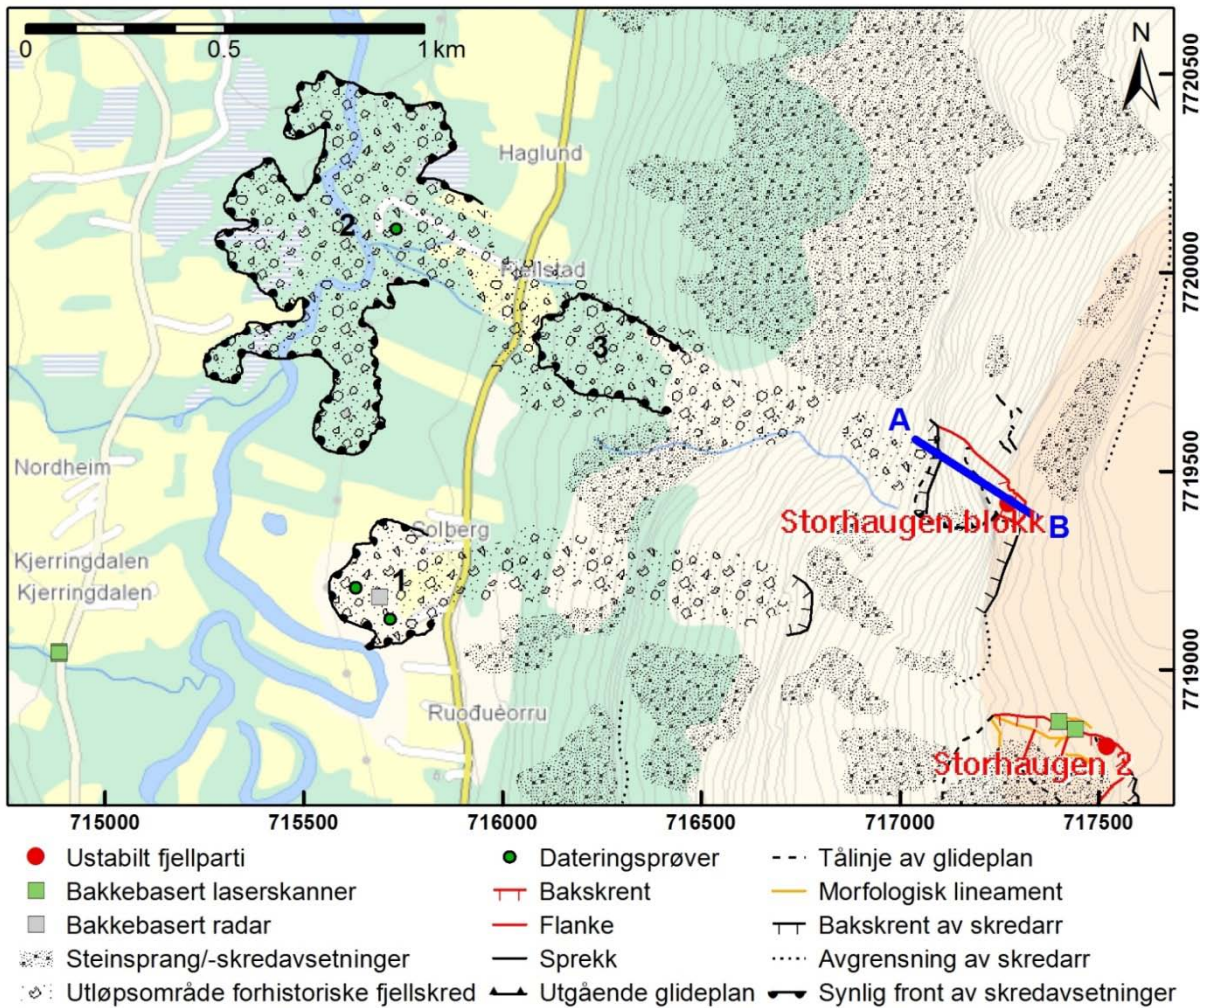 0 0.5 1 km
N
7720500
Haglund
2
7720000
Fjellstad
3
A
7719500
Nordheim
Storhaugen blokk
B
Solberg
Kjerringdalen
1
Kjerringdalen
7719000
Ruođuėorru
Storhaugen 2
715000 715500 716000 716500 717000 717500
Ustabilt fjellparti Dateringsprøver Tålinje av glideplan
Bakkebasert laserskanner Bakskrent Morfologisk lineament
Bakkebasert radar Flanke Bakskrent av skredarr
Steinsprang/-skredavsetninger Sprekk Avgrensning av skredarr
Utløpsområde forhistoriske fjellskred Utgående glideplan Synlig front av skredavsetninger